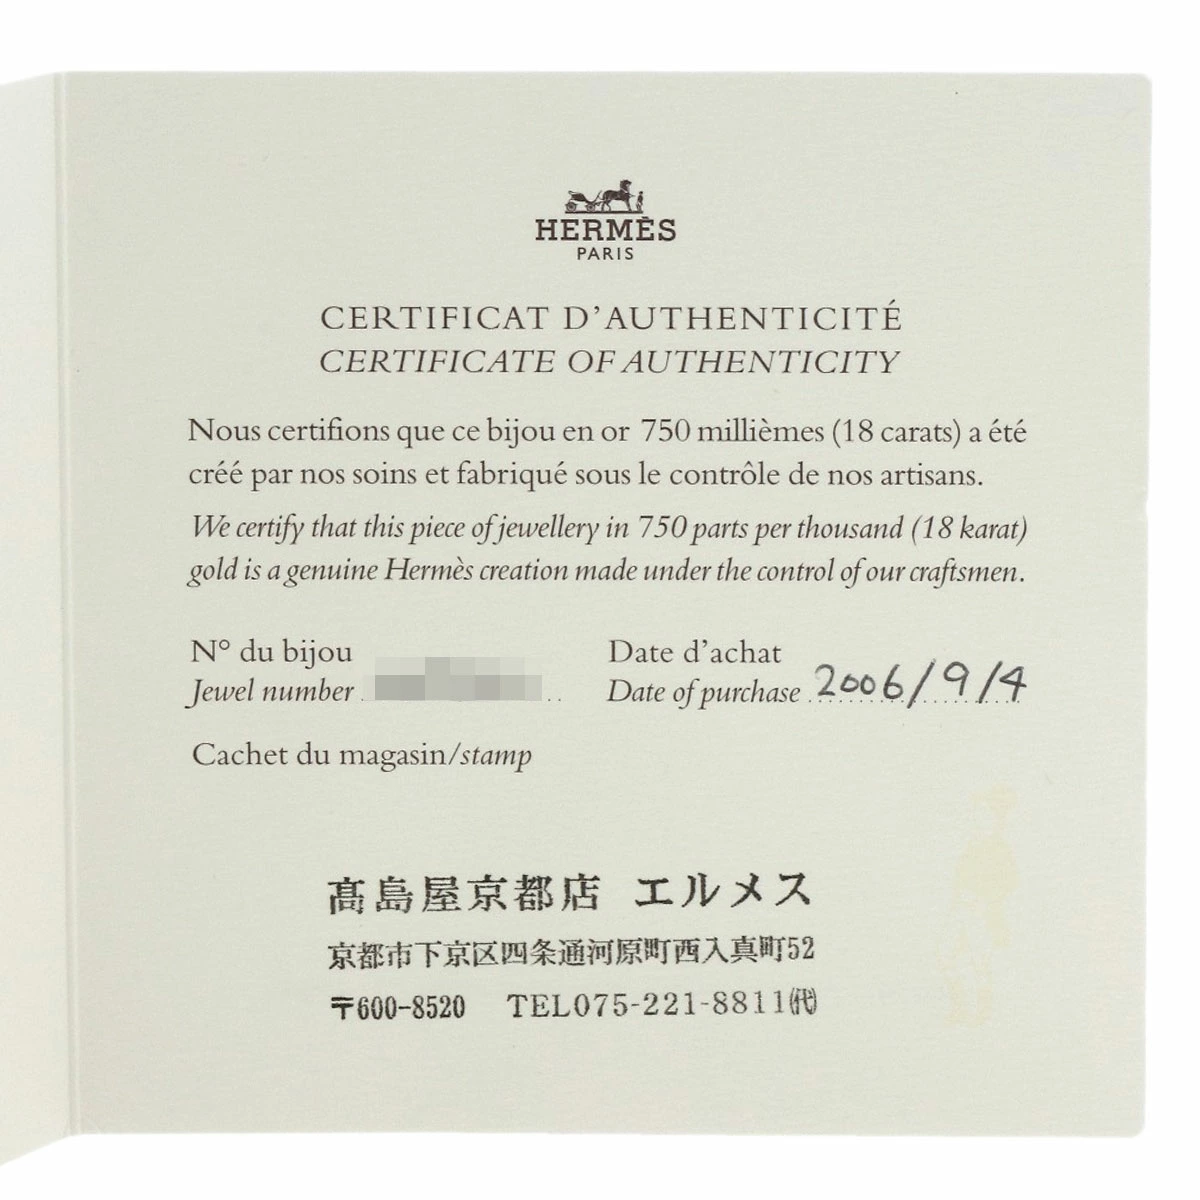 HERMÈS
PARIS
CERTIFICAT D'AUTHENTICITÉ
CERTIFICATE OF AUTHENTICITY
Nous certifions que ce bijou en or 750 millièmes (18 carats) a été
créé par nos soins et fabriqué sous le contrôle de nos artisans.
We certify that this piece of jewellery in 750 parts per thousand (18 karat)
gold is a genuine Hermès creation made under the control of our craftsmen.
N° du bijou
Jewel number
Date d'achat
Date of purchase 2006/9/4
Cachet du magasin/stamp
髙島屋京都店 エルメス
京都市下京区四条通河原町西入真町52
〒600-8520 TEL075-221-8811㈹